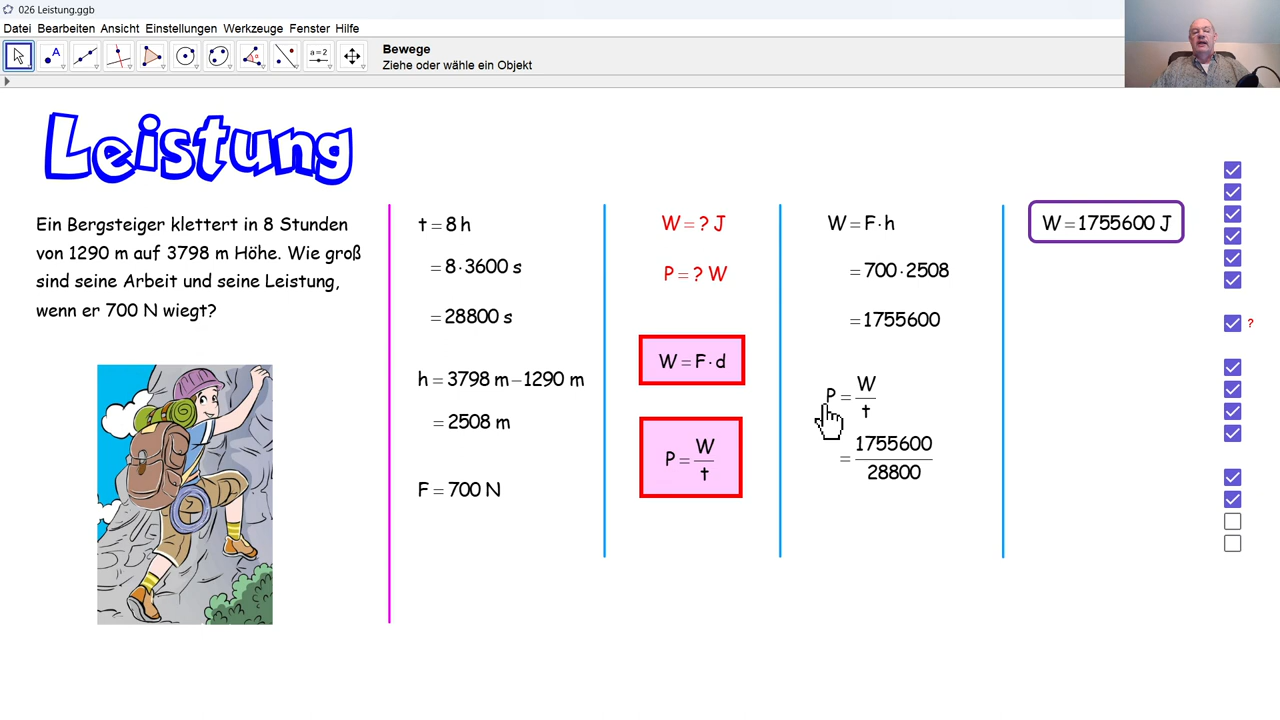 026 Leistung.ggb
Datei Bearbeiten Ansicht Einstellungen Werkzeuge Fenster Hilfe
A
a=2
Bewege
Ziehe oder wähle ein Objekt
Leistung
Ein Bergsteiger klettert in 8 Stunden
von 1290 m auf 3798 m Höhe. Wie groß
sind seine Arbeit und seine Leistung,
wenn er 700 N wiegt?
t = 8 h
= 8·3600 s
= 28800 s
h = 3798 m – 1290 m
= 2508 m
F = 700 N
W = ? J
P = ? W
W = F·d
P = W/t
W = F·h
= 700·2508
= 1755600
P = W/t
= 1755600/28800
W = 1755600 J
?